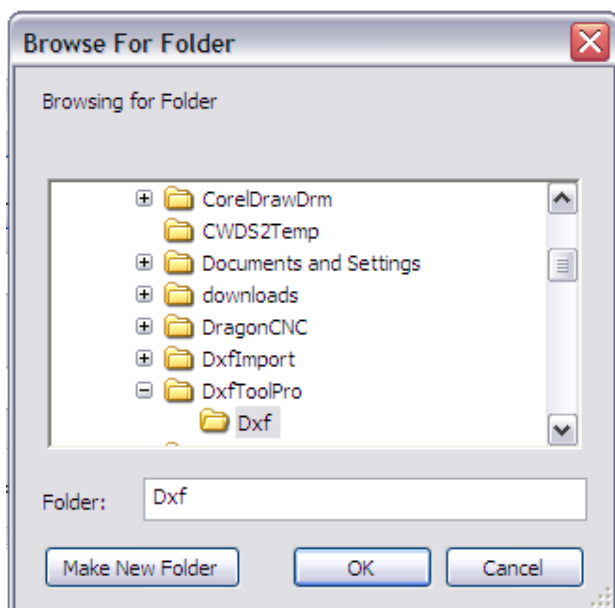 Browse For Folder
Browsing for Folder
CorelDrawDrm
CWDS2Temp
Documents and Settings
downloads
DragonCNC
DxfImport
DxfToolPro
Dxf
Folder: Dxf
Make New Folder OK Cancel